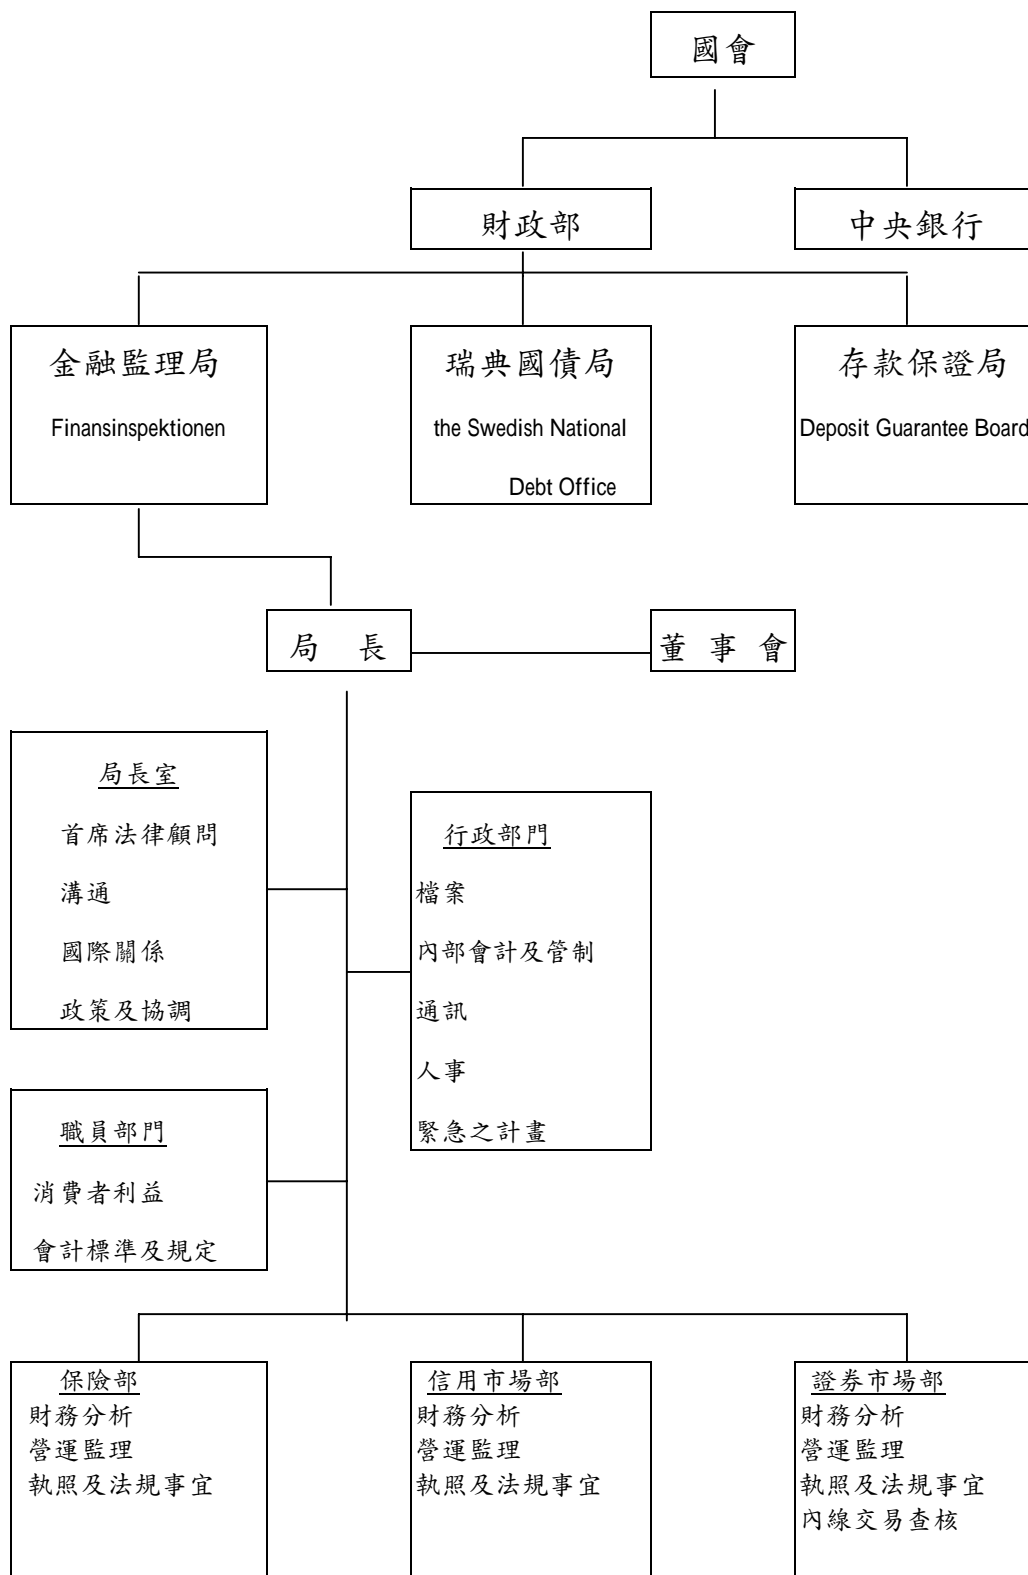 國會
財政部
中央銀行
金融監理局
Finansinspektionen
瑞典國債局
the Swedish National
Debt Office
存款保證局
Deposit Guarantee Board
局 長
董 事 會
局長室
首席法律顧問
溝通
國際關係
政策及協調
行政部門
檔案
內部會計及管制
通訊
人事
緊急之計畫
職員部門
消費者利益
會計標準及規定
保險部
財務分析
營運監理
執照及法規事宜
信用市場部
財務分析
營運監理
執照及法規事宜
證券市場部
財務分析
營運監理
執照及法規事宜
內線交易查核